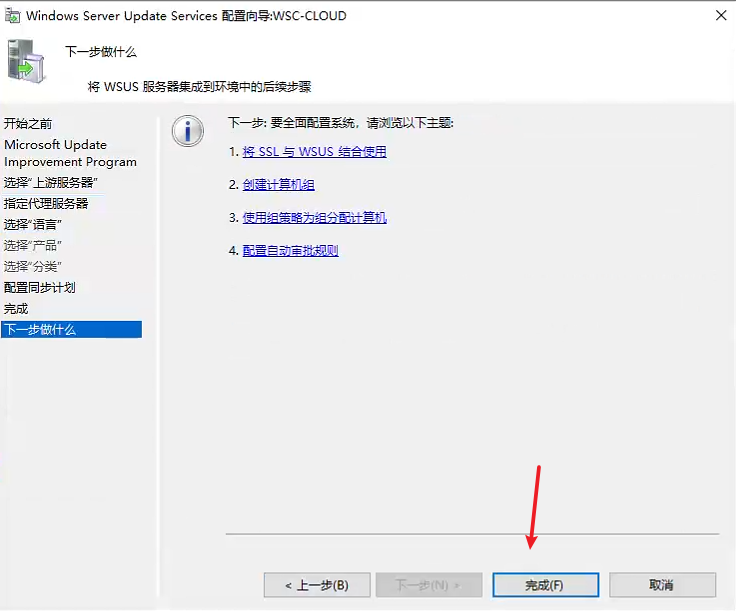 Windows Server Update Services 配置向导:WSC-CLOUD
下一步做什么
将 WSUS 服务器集成到环境中的后续步骤
开始之前
Microsoft Update
Improvement Program
选择"上游服务器"
指定代理服务器
选择"语言"
选择"产品"
选择"分类"
配置同步计划
完成
下一步做什么
下一步: 要全面配置系统，请浏览以下主题:
1. 将 SSL 与 WSUS 结合使用
2. 创建计算机组
3. 使用组策略为组分配计算机
4. 配置自动审批规则
< 上一步(B)
下一步(N) >
完成(F)
取消